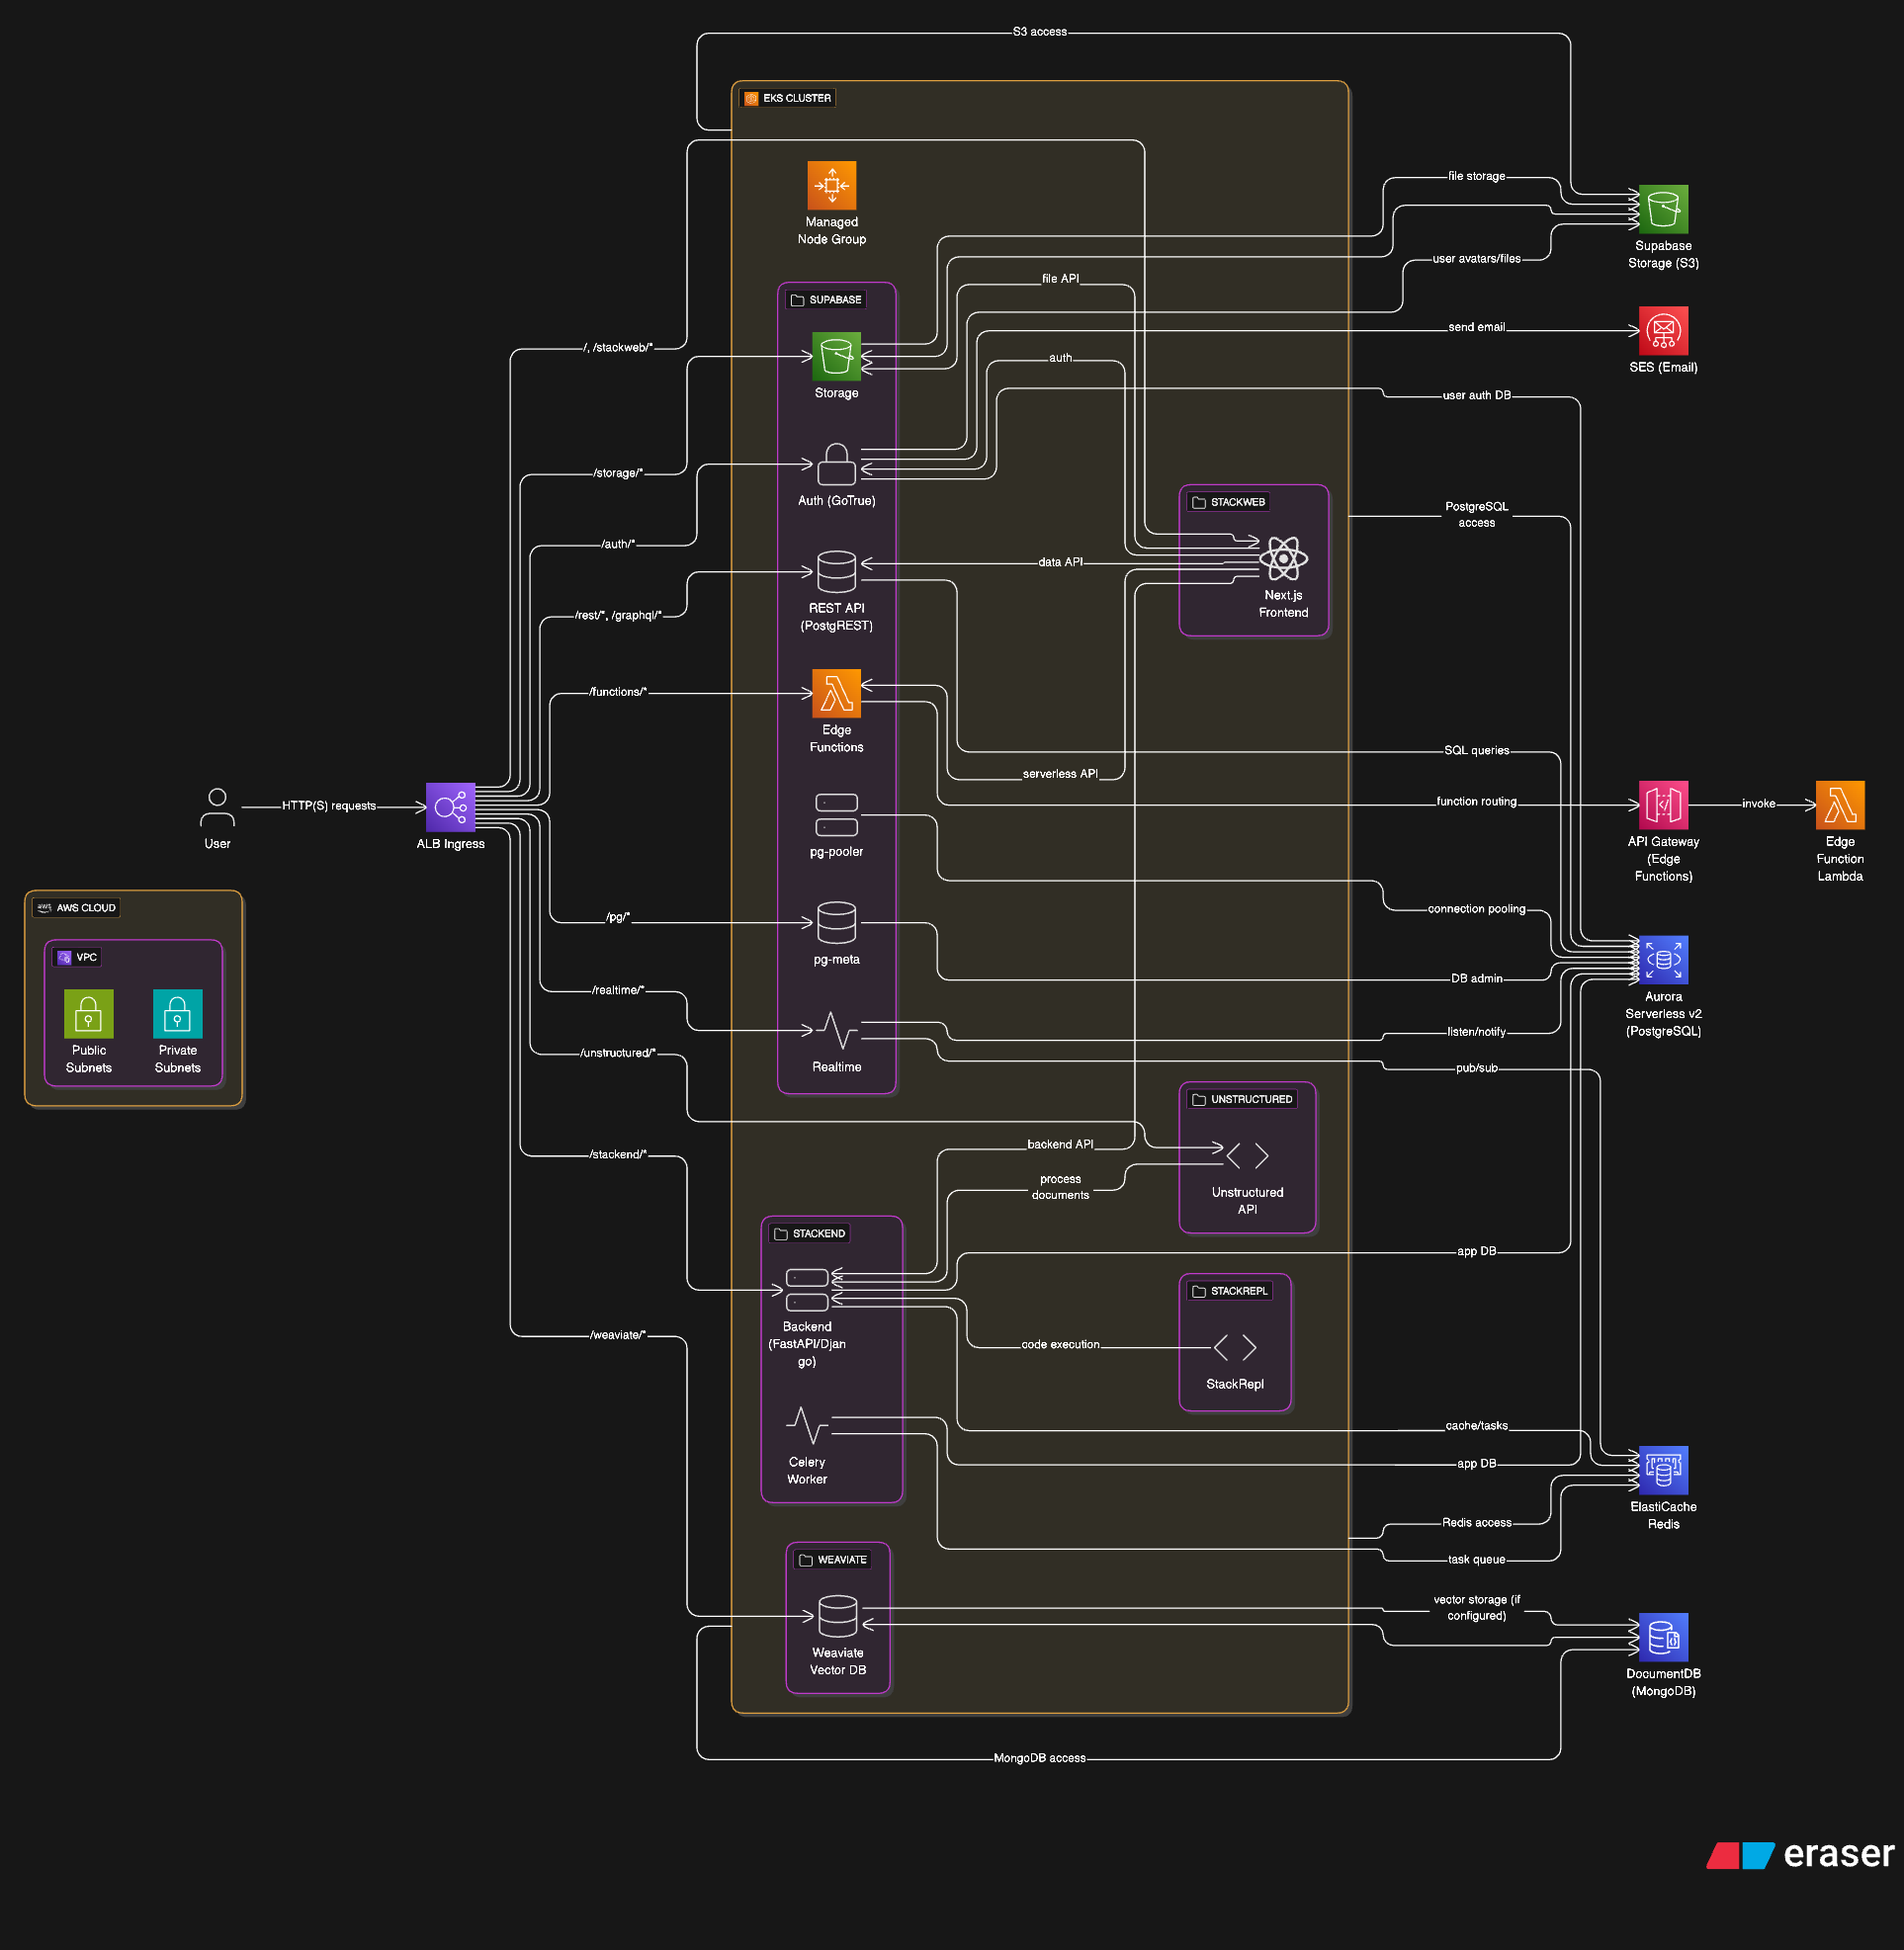 S3 access
EKS CLUSTER
Managed
Node Group
file storage
Supabase
Storage (S3)
user avatars/files
file API
SUPABASE
send email
SES (Email)
/, /stackweb/*
auth
Storage
user auth DB
/storage/*
Auth (GoTrue)
STACKWEB
PostgreSQL
access
/auth/*
data API
Next.js
Frontend
REST API
(PostgREST)
/rest/*, /graphql/*
/functions/*
Edge
Functions
SQL queries
serverless API
HTTP(S) requests
function routing
invoke
User
ALB Ingress
pg-pooler
API Gateway
(Edge
Functions)
Edge
Function
Lambda
AWS CLOUD
/pg/*
connection pooling
VPC
pg-meta
DB admin
/realtime/*
Aurora
Serverless v2
(PostgreSQL)
Public
Subnets
Private
Subnets
/unstructured/*
Realtime
listen/notify
pub/sub
UNSTRUCTURED
/stackend/*
backend API
process
documents
Unstructured
API
STACKEND
app DB
STACKREPL
Backend
(FastAPI/Djan
go)
/weaviate/*
code execution
StackRepl
cache/tasks
Celery
Worker
app DB
ElastiCache
Redis
Redis access
WEAVIATE
task queue
vector storage (if
configured)
Weaviate
Vector DB
DocumentDB
(MongoDB)
MongoDB access
eraser